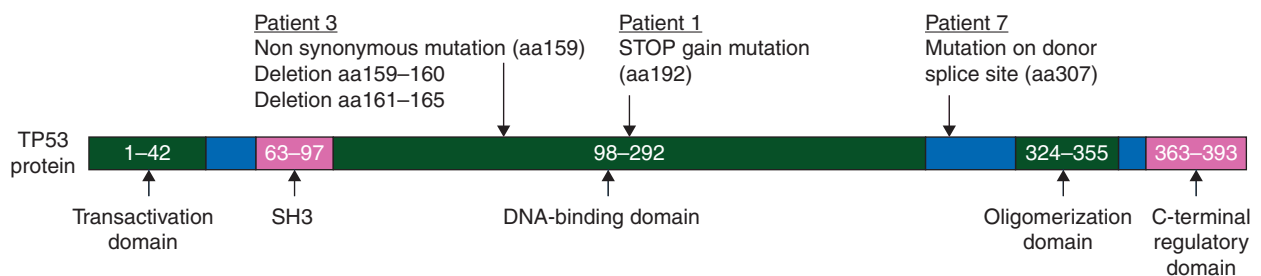 Patient 3
Non synonymous mutation (aa159)
Deletion aa159–160
Deletion aa161–165
Patient 1
STOP gain mutation
(aa192)
Patient 7
Mutation on donor
splice site (aa307)
TP53
protein
1–42
63–97
98–292
324–355
363–393
Transactivation
domain
SH3
DNA-binding domain
Oligomerization
domain
C-terminal
regulatory
domain